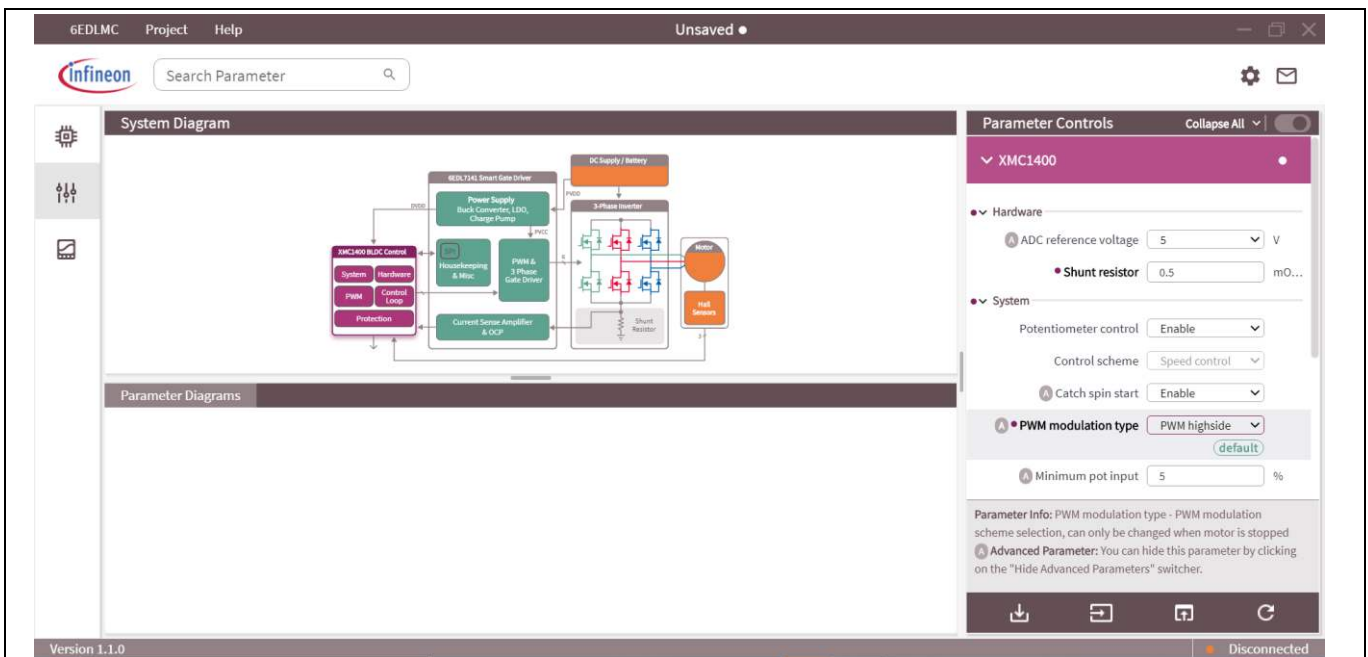 6EDLMC Project Help Unsaved ●
infineon Search Parameter
System Diagram
DC Supply / Battery
6EDL7141 Smart Gate Driver
PVDD
Power Supply
Buck Converter, LDO,
Charge Pump
DVDD
3-Phase Inverter
PVCC
XMC1400 BLDC Control
System Hardware
PWM Control
Loop
Protection
SPI
Housekeeping
& Misc
PWM &
3 Phase
Gate Driver
6
Motor
Hall
Sensors
Current Sense Amplifier
& OCP
Shunt
Resistor
Parameter Diagrams
Parameter Controls Collapse All
XMC1400
Hardware
A ADC reference voltage 5 V
Shunt resistor 0.5 mO...
System
Potentiometer control Enable
Control scheme Speed control
A Catch spin start Enable
A PWM modulation type PWM highside
default
A Minimum pot input 5 %
Parameter Info: PWM modulation type - PWM modulation
scheme selection, can only be changed when motor is stopped
A Advanced Parameter: You can hide this parameter by clicking
on the "Hide Advanced Parameters" switcher.
Version 1.1.0 Disconnected